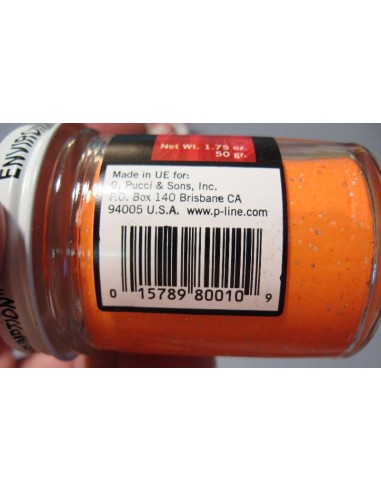 Net Wt. 1.75 oz.
50 gr.
Made in UE for:
G. Pucci & Sons, Inc.
P.O. Box 140 Brisbane CA
94005 U.S.A. www.p-line.com
0 15789 80010 9